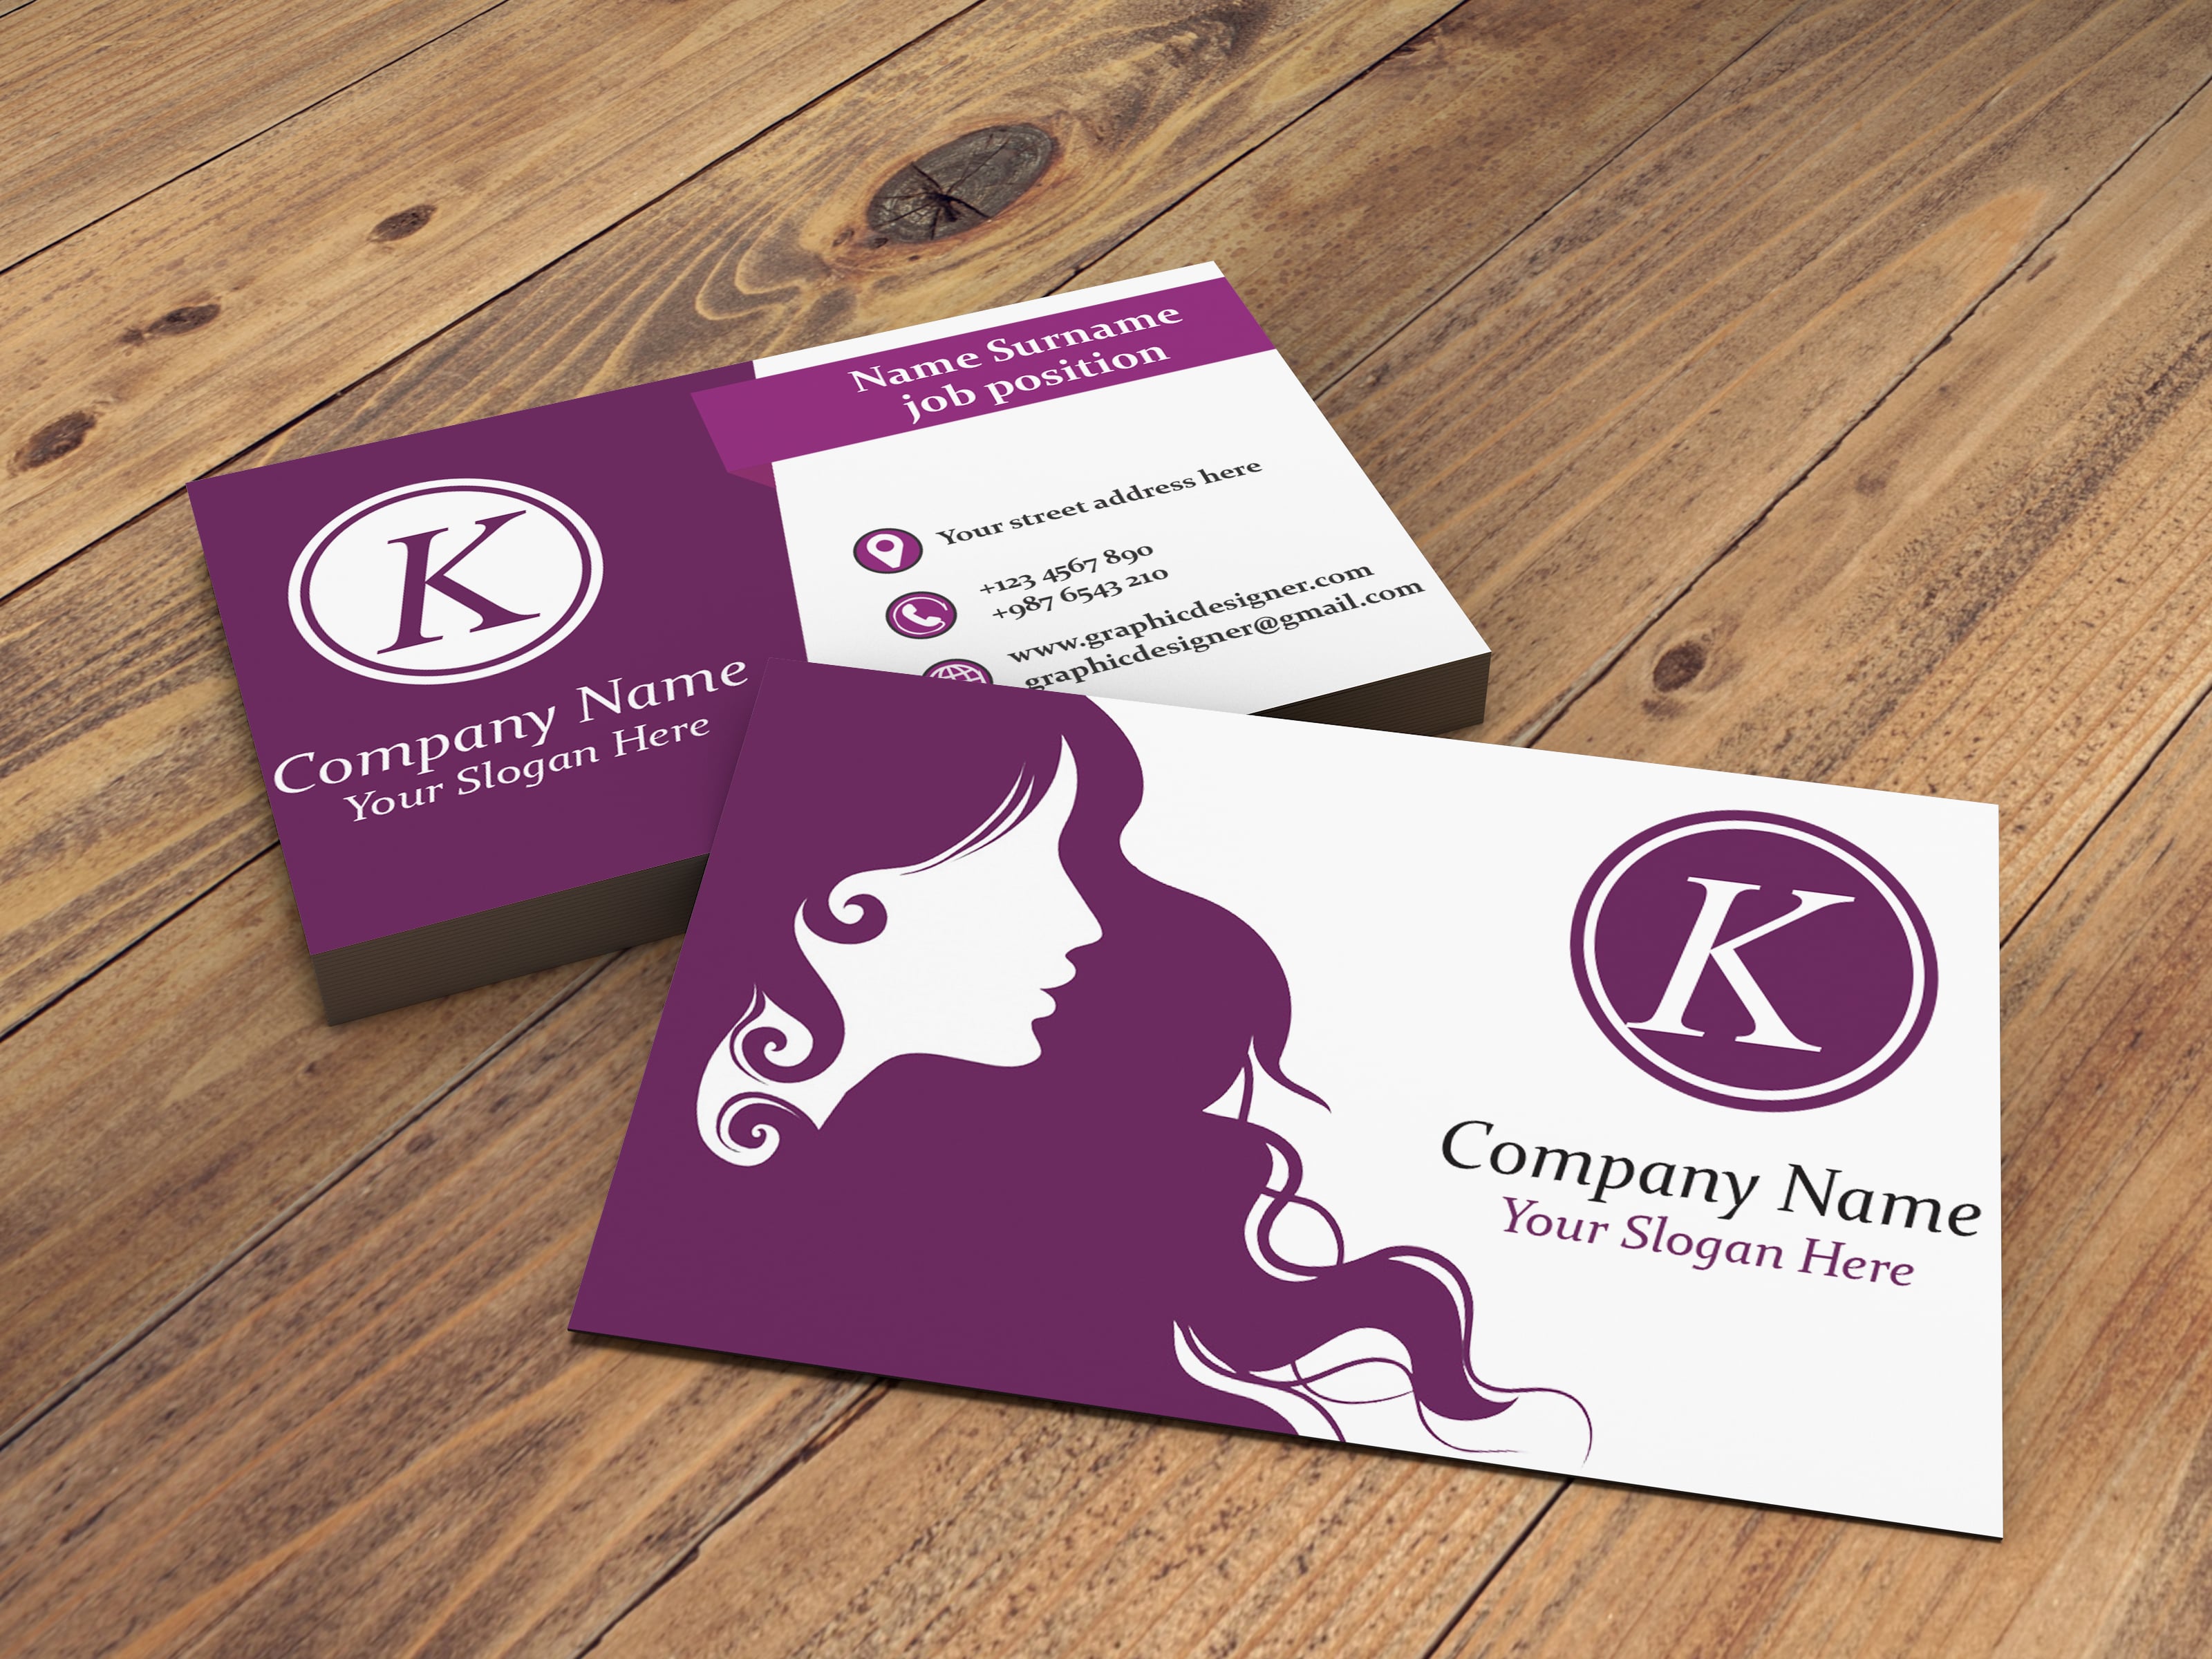 Name Surname
job position
K
Your street address here
+123 4567 890
+987 6543 210
www.graphicdesigner.com
graphicdesigner@gmail.com
Company Name
Your Slogan Here
K
Company Name
Your Slogan Here